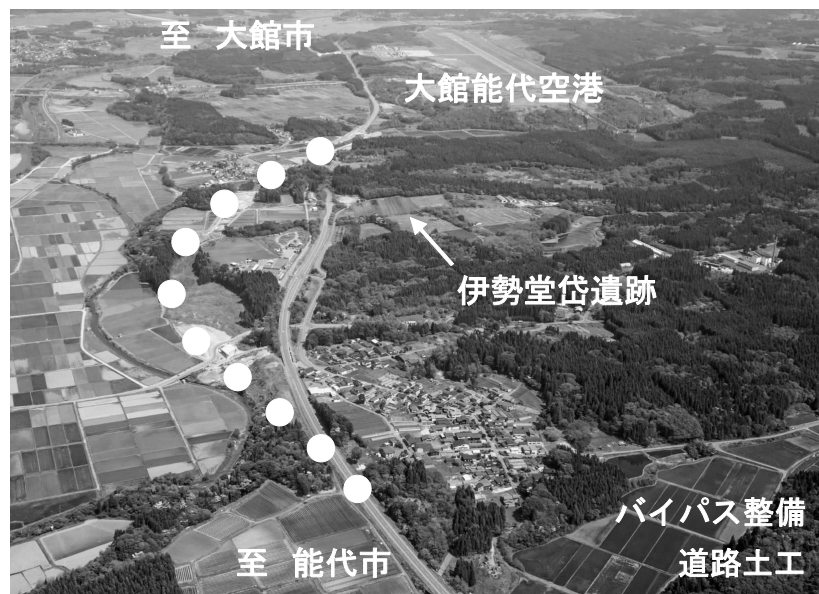 至　大館市
大館能代空港
伊勢堂岱遺跡
バイパス整備
道路土工
至　能代市